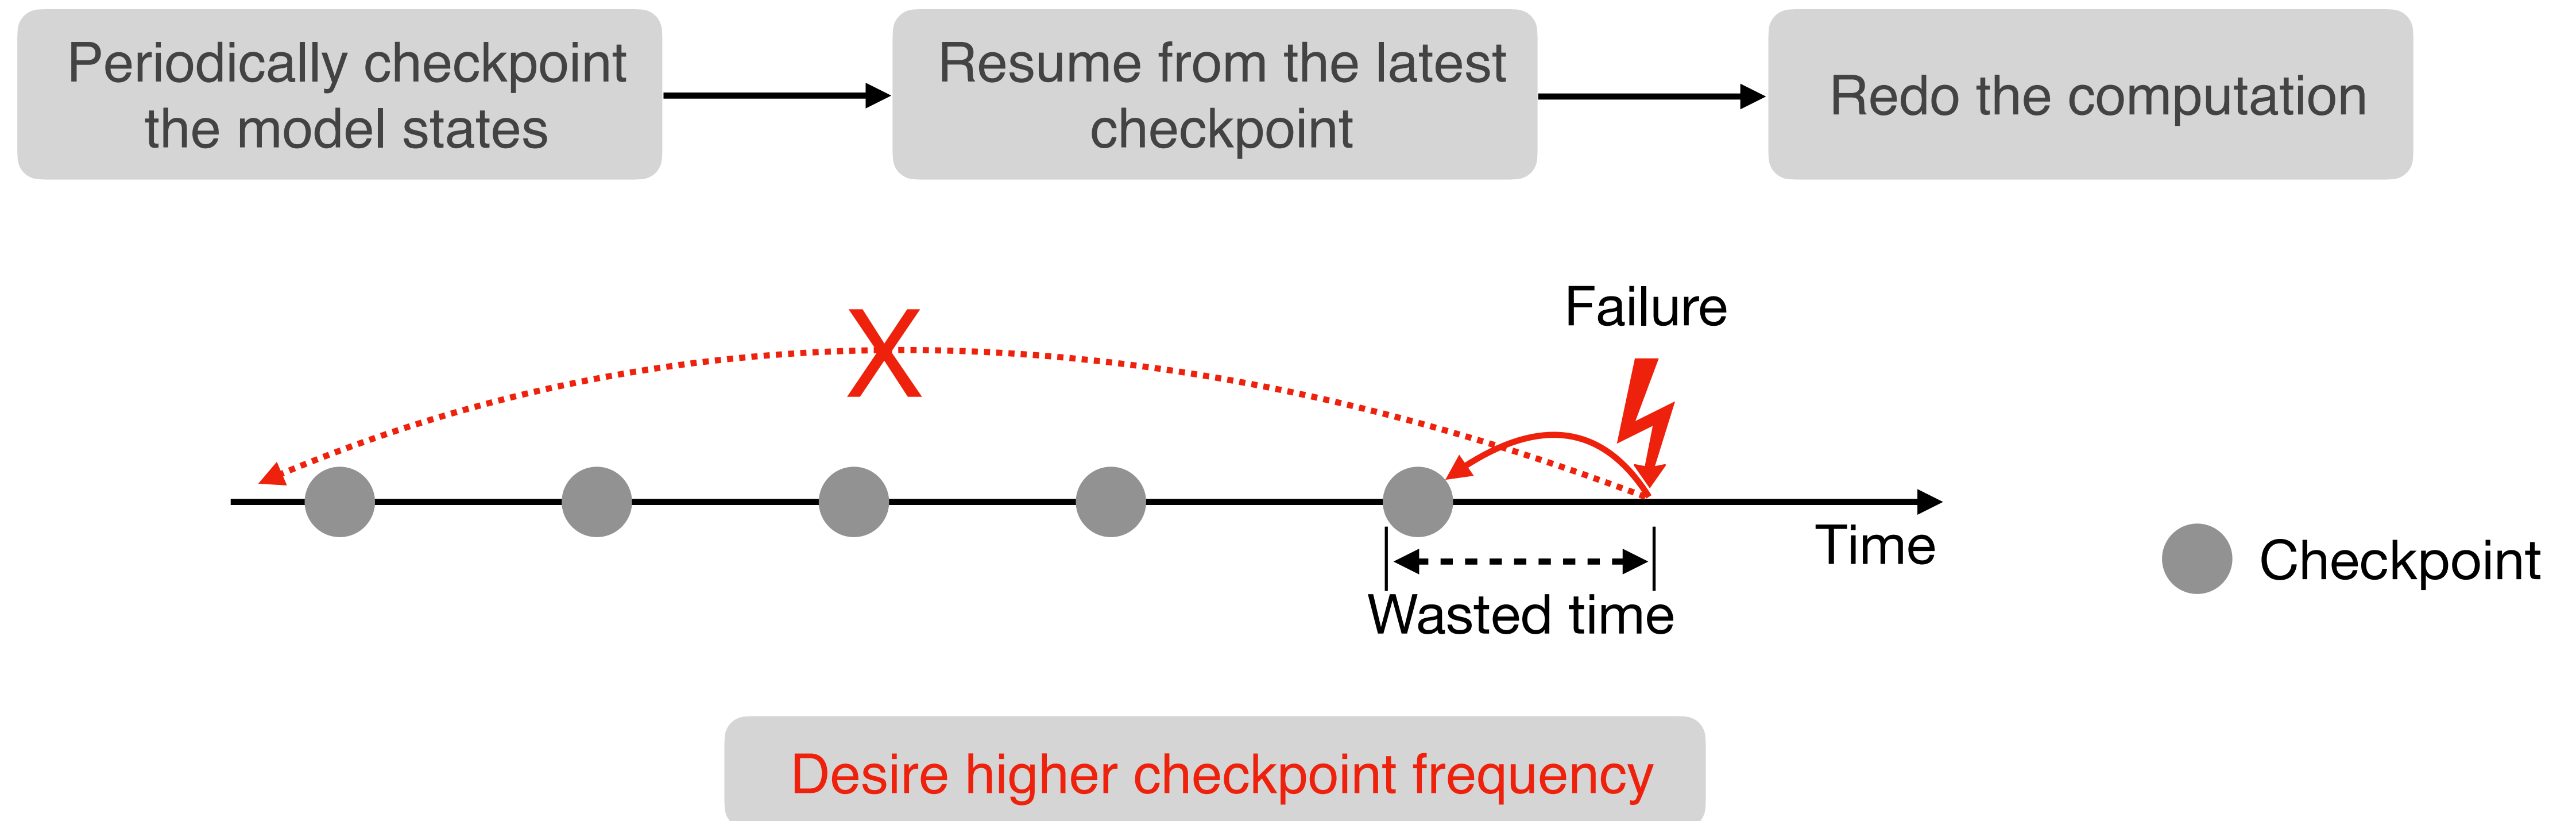 Periodically checkpoint
the model states
Resume from the latest
checkpoint
Redo the computation
Failure
X
Time
Wasted time
Checkpoint
Desire higher checkpoint frequency